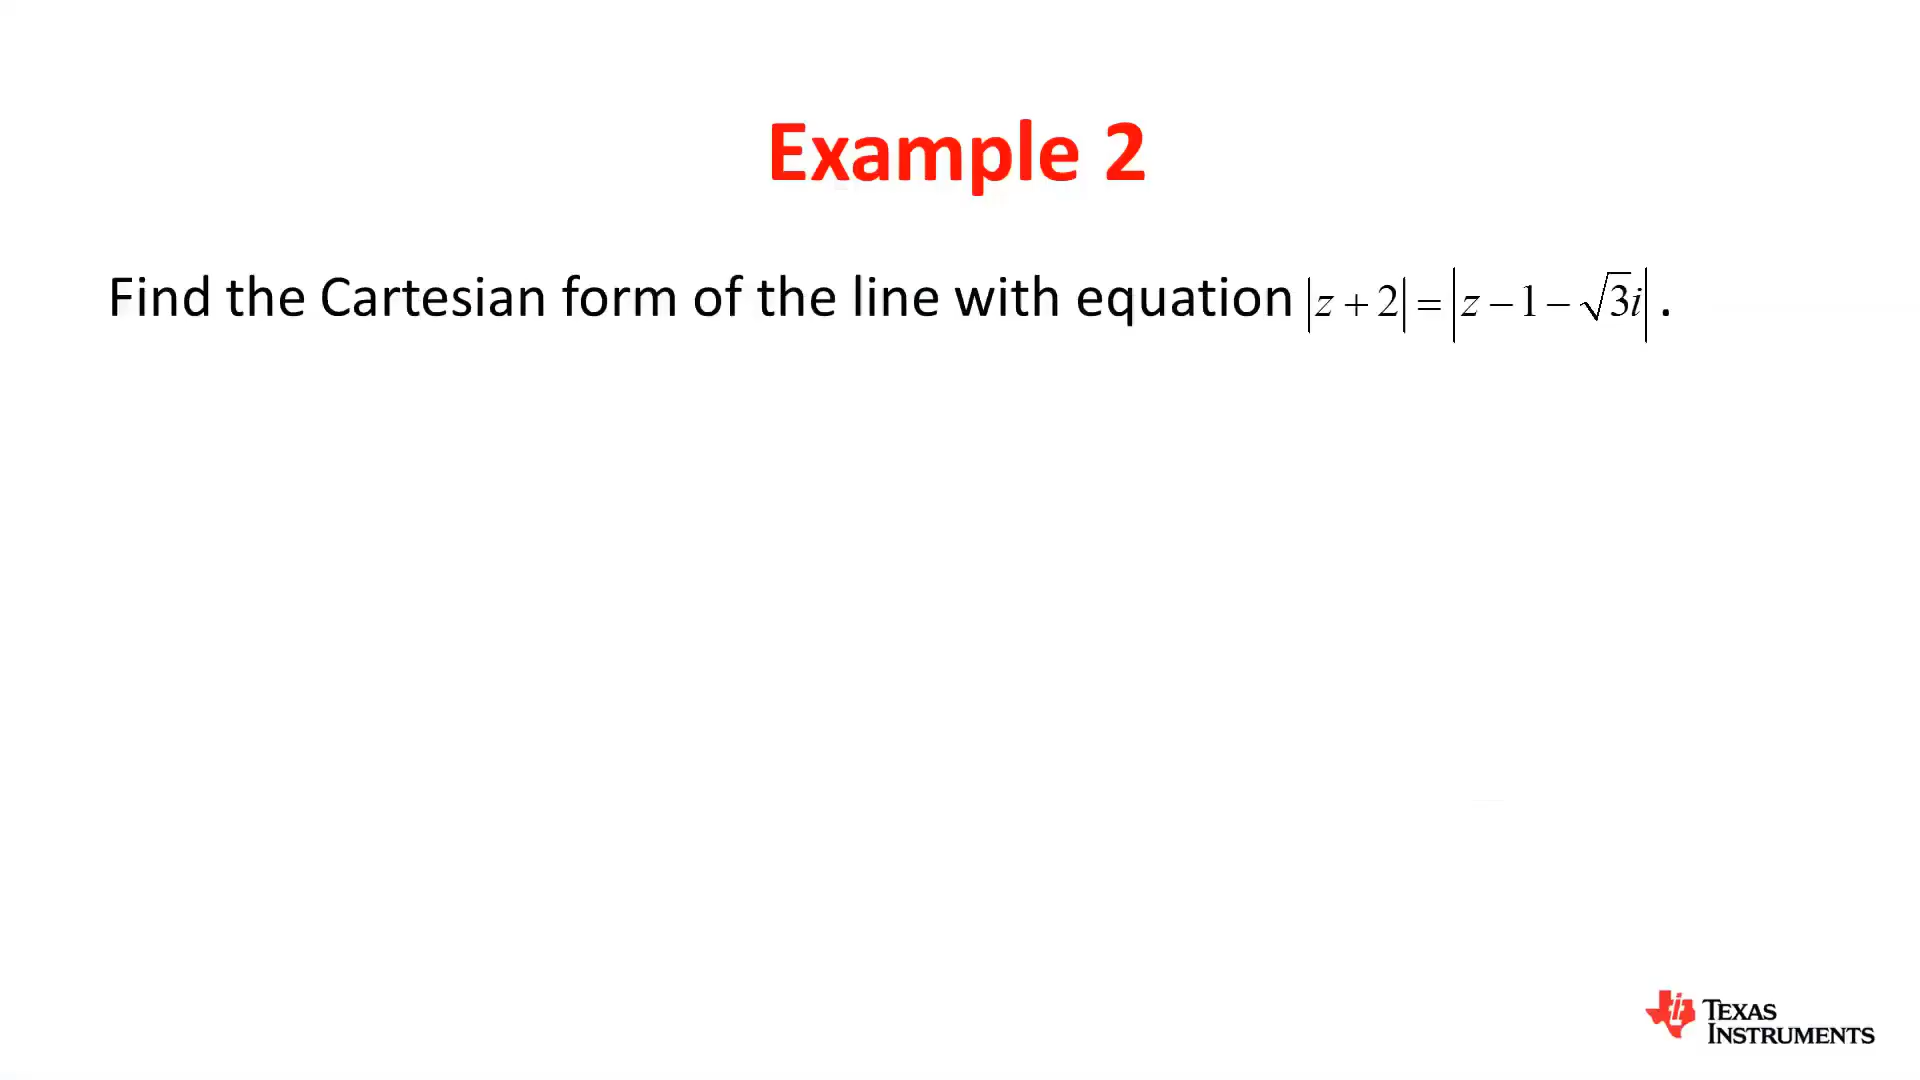 Example 2
Find the Cartesian form of the line with equation |z + 2| = |z − 1 − √3i| .
TEXAS
INSTRUMENTS